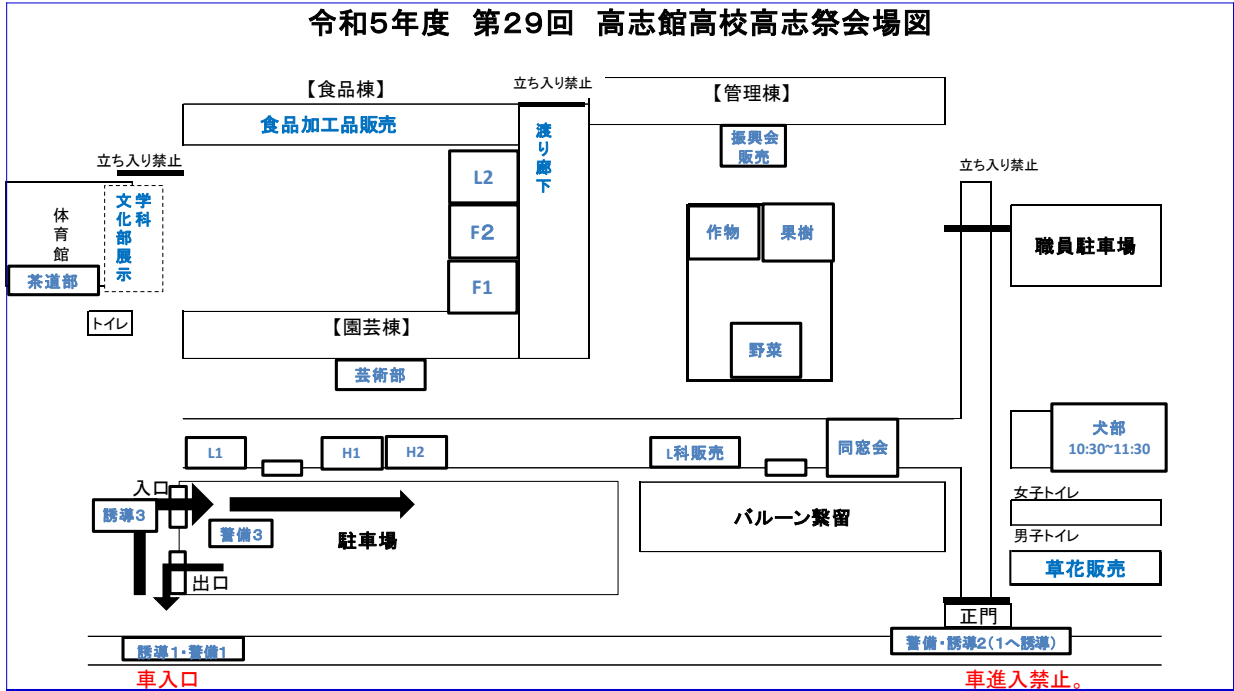 令和5年度　第29回　高志館高校高志祭会場図
【食品棟】
立ち入り禁止
【管理棟】
食品加工品販売
渡り廊下
振興会
販売
立ち入り禁止
立ち入り禁止
L2
体育館
学科
文化部展示
F2
作物
果樹
職員駐車場
茶道部
F1
トイレ
【園芸棟】
野菜
芸術部
犬部
10:30~11:30
L1
H1
H2
L科販売
同窓会
入口
女子トイレ
誘導3
警備3
駐車場
バルーン繋留
男子トイレ
出口
草花販売
正門
誘導1・警備1
警備・誘導2(1へ誘導)
車入口
車進入禁止。